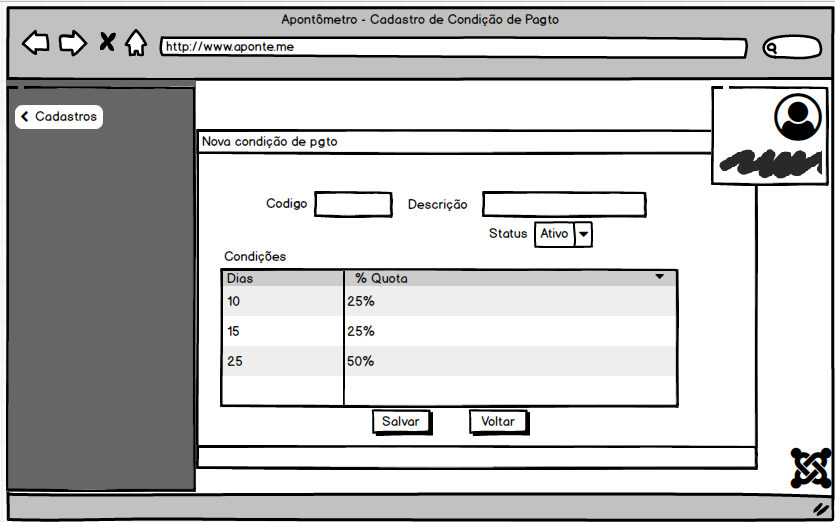 Apontômetro - Cadastro de Condição de Pagto
http://www.aponte.me
Cadastros
Nova condição de pgto
Codigo Descrição
Status Ativo
Condições
Dias % Quota
10 25%
15 25%
25 50%
Salvar Voltar